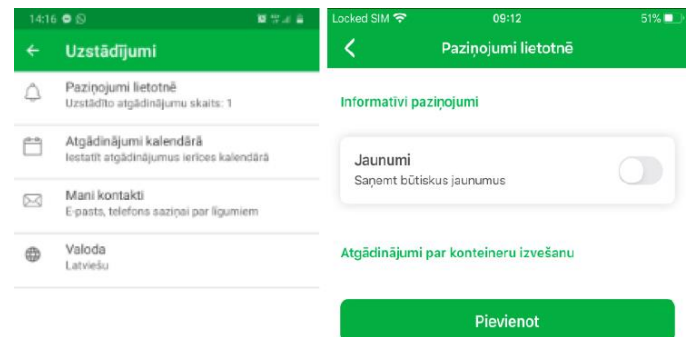 14:16
Uzstādījumi
Paziņojumi lietotnē
Uzstādīto atgādinājumu skaits: 1
Atgādinājumi kalendārā
Iestatīt atgādinājumus ierīces kalendārā
Mani kontakti
E-pasts, telefons saziņai par līgumiem
Valoda
Latviešu
Locked SIM 09:12 51%
Paziņojumi lietotnē
Informatīvi paziņojumi
Jaunumi
Saņemt būtiskus jaunumus
Atgādinājumi par konteineru izvešanu
Pievienot